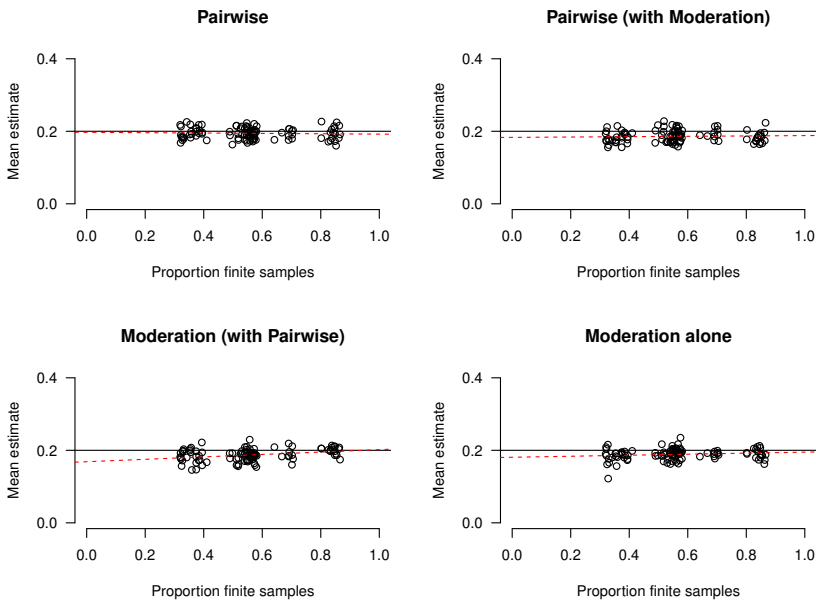 Pairwise
Mean estimate
0.4
0.2
0.0
0.0 0.2 0.4 0.6 0.8 1.0
Proportion finite samples
Pairwise (with Moderation)
Mean estimate
0.4
0.2
0.0
0.0 0.2 0.4 0.6 0.8 1.0
Proportion finite samples
Moderation (with Pairwise)
Mean estimate
0.4
0.2
0.0
0.0 0.2 0.4 0.6 0.8 1.0
Proportion finite samples
Moderation alone
Mean estimate
0.4
0.2
0.0
0.0 0.2 0.4 0.6 0.8 1.0
Proportion finite samples